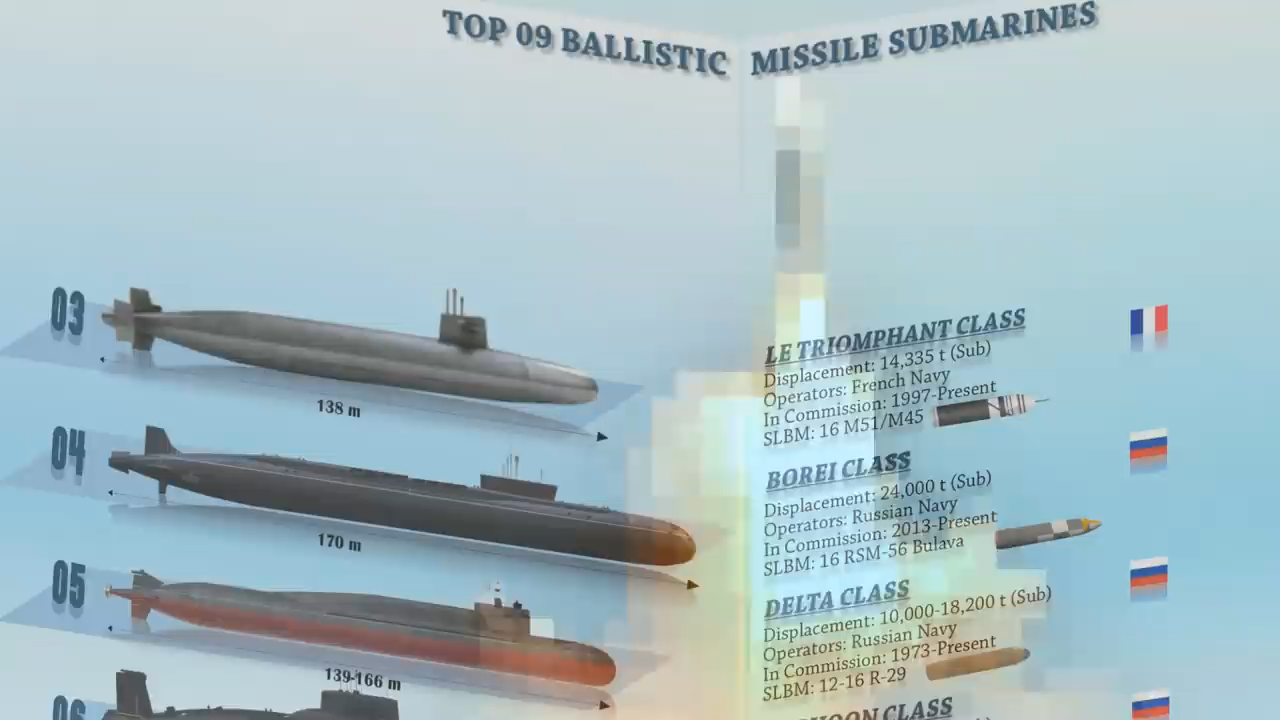 TOP 09 BALLISTIC MISSILE SUBMARINES
03
138 m
LE TRIOMPHANT CLASS
Displacement: 14,335 t (Sub)
Operators: French Navy
In Commission: 1997-Present
SLBM: 16 M51/M45
04
170 m
BOREI CLASS
Displacement: 24,000 t (Sub)
Operators: Russian Navy
In Commission: 2013-Present
SLBM: 16 RSM-56 Bulava
05
139-166 m
DELTA CLASS
Displacement: 10,000-18,200 t (Sub)
Operators: Russian Navy
In Commission: 1973-Present
SLBM: 12-16 R-29
06
CLASS